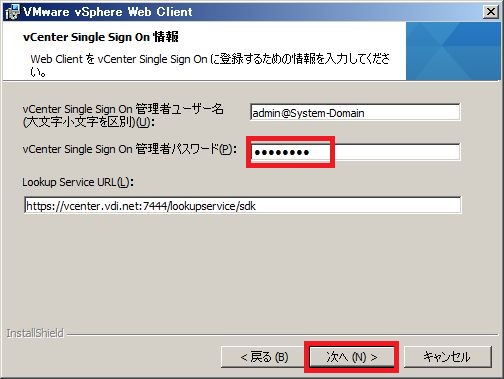 VMware vSphere Web Client
vCenter Single Sign On 情報
Web Client を vCenter Single Sign On に登録するための情報を入力してくださ
い。
vCenter Single Sign On 管理者ユーザー名
(大文字小文字を区別)(U):
admin@System-Domain
vCenter Single Sign On 管理者パスワード(P):
●●●●●●●●
Lookup Service URL(L):
https://vcenter.vdi.net:7444/lookupservice/sdk
InstallShield
< 戻る (B)
次へ (N) >
キャンセル